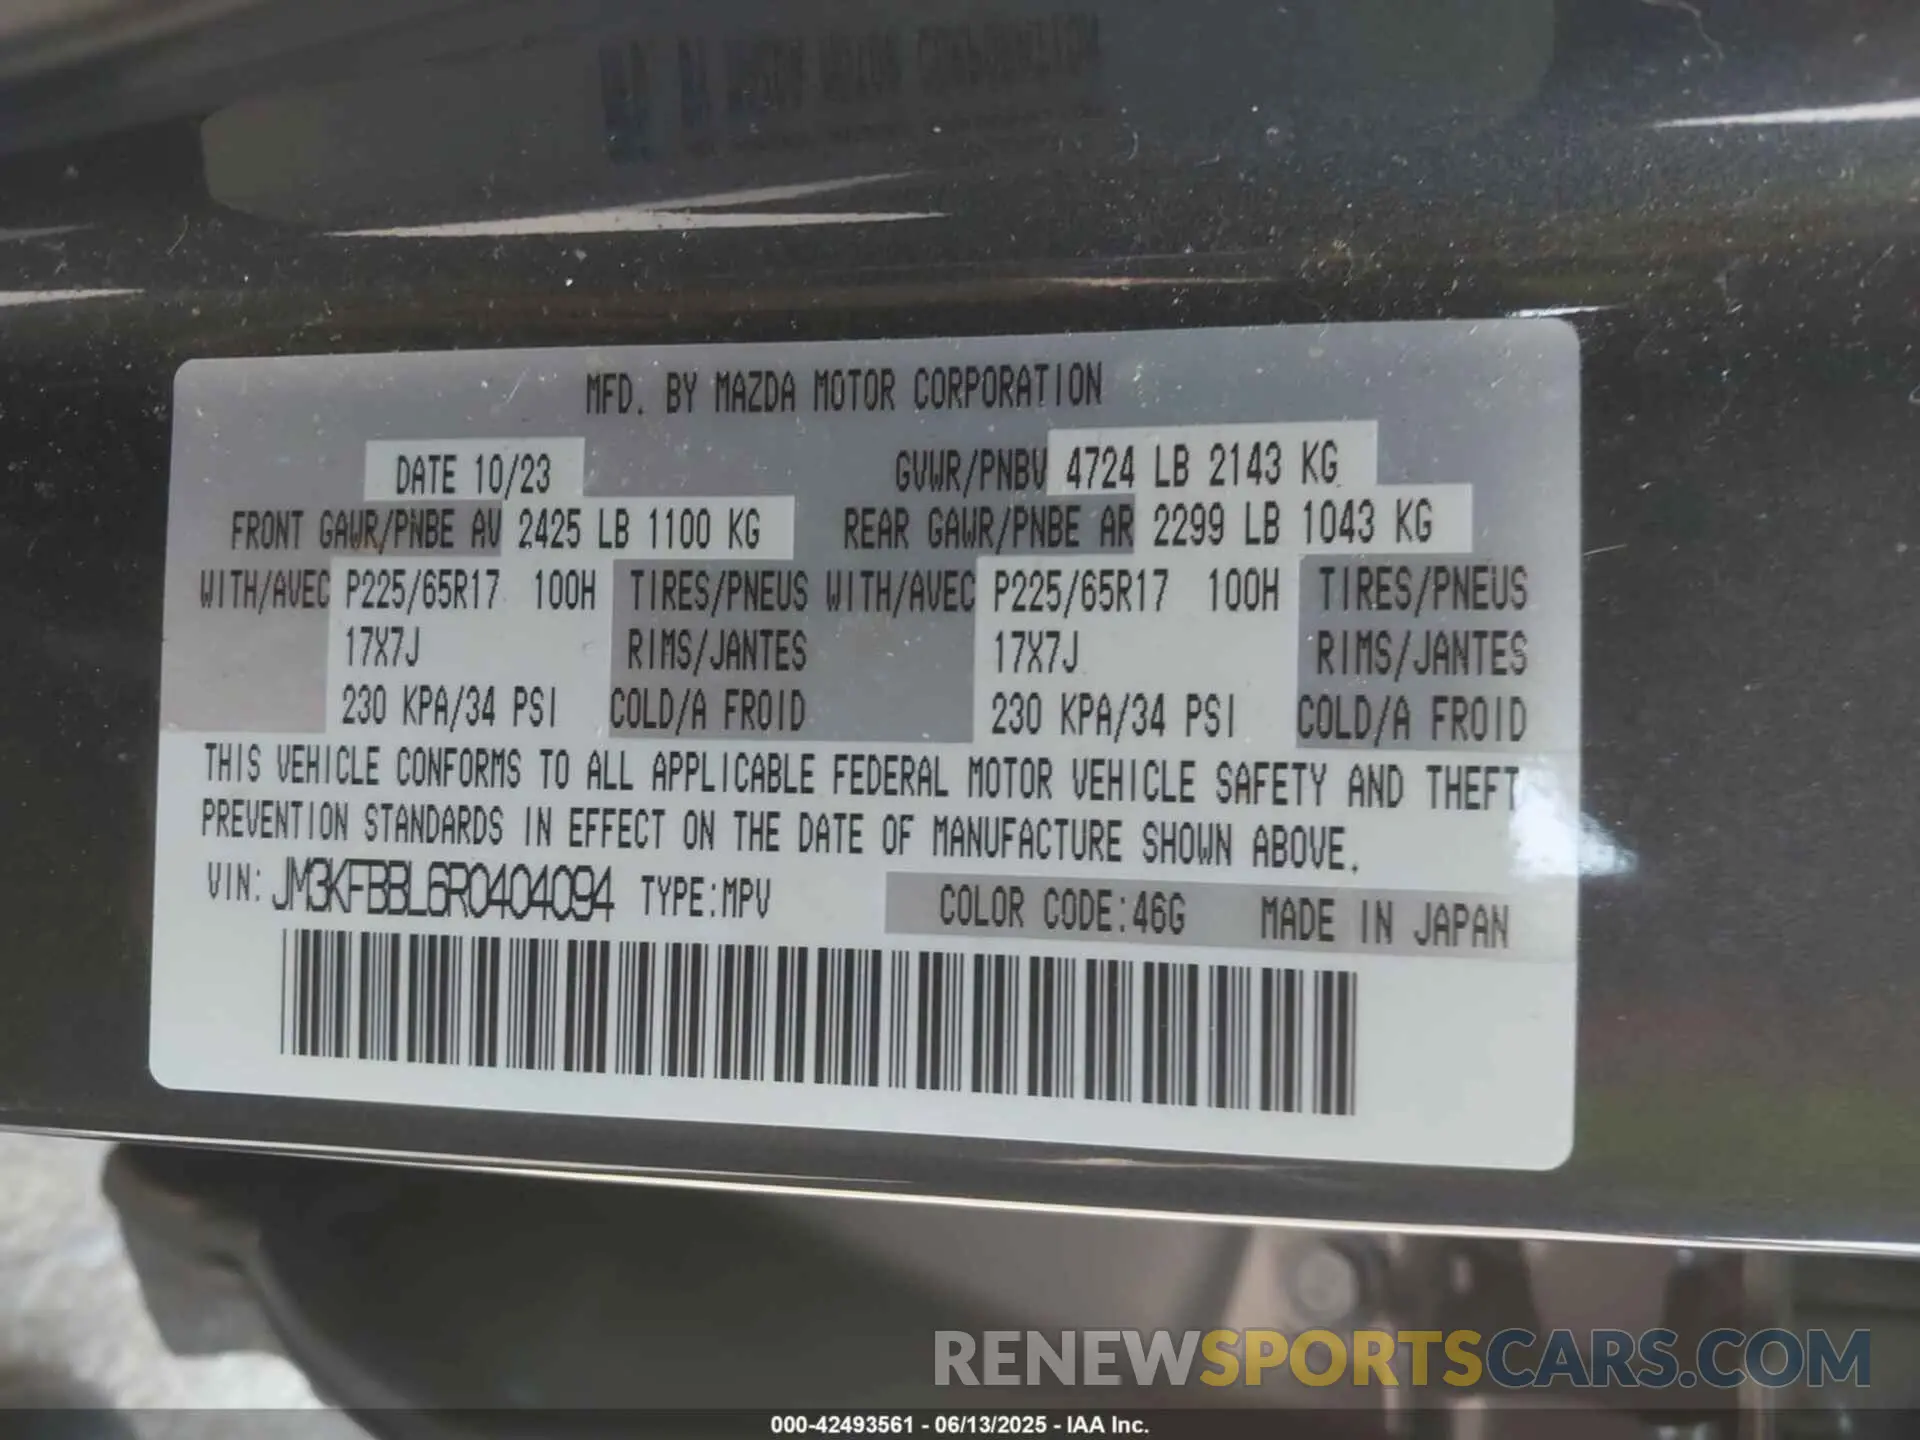 MFD. BY MAZDA MOTOR CORPORATION
DATE 10/23 GVWR/PNBV 4724 LB 2143 KG
FRONT GAWR/PNBE AV 2425 LB 1100 KG REAR GAWR/PNBE AR 2299 LB 1043 KG
WITH/AVEC P225/65R17 100H TIRES/PNEUS WITH/AVEC P225/65R17 100H TIRES/PNEUS
17X7J RIMS/JANTES 17X7J RIMS/JANTES
230 KPA/34 PSI COLD/A FROID 230 KPA/34 PSI COLD/A FROID
THIS VEHICLE CONFORMS TO ALL APPLICABLE FEDERAL MOTOR VEHICLE SAFETY AND THEFT
PREVENTION STANDARDS IN EFFECT ON THE DATE OF MANUFACTURE SHOWN ABOVE.
VIN: JM3KFBBL6R0404094 TYPE:MPV COLOR CODE:46G MADE IN JAPAN
RENEWSPORTSCARS.COM
000-42493561 - 06/13/2025 - IAA Inc.